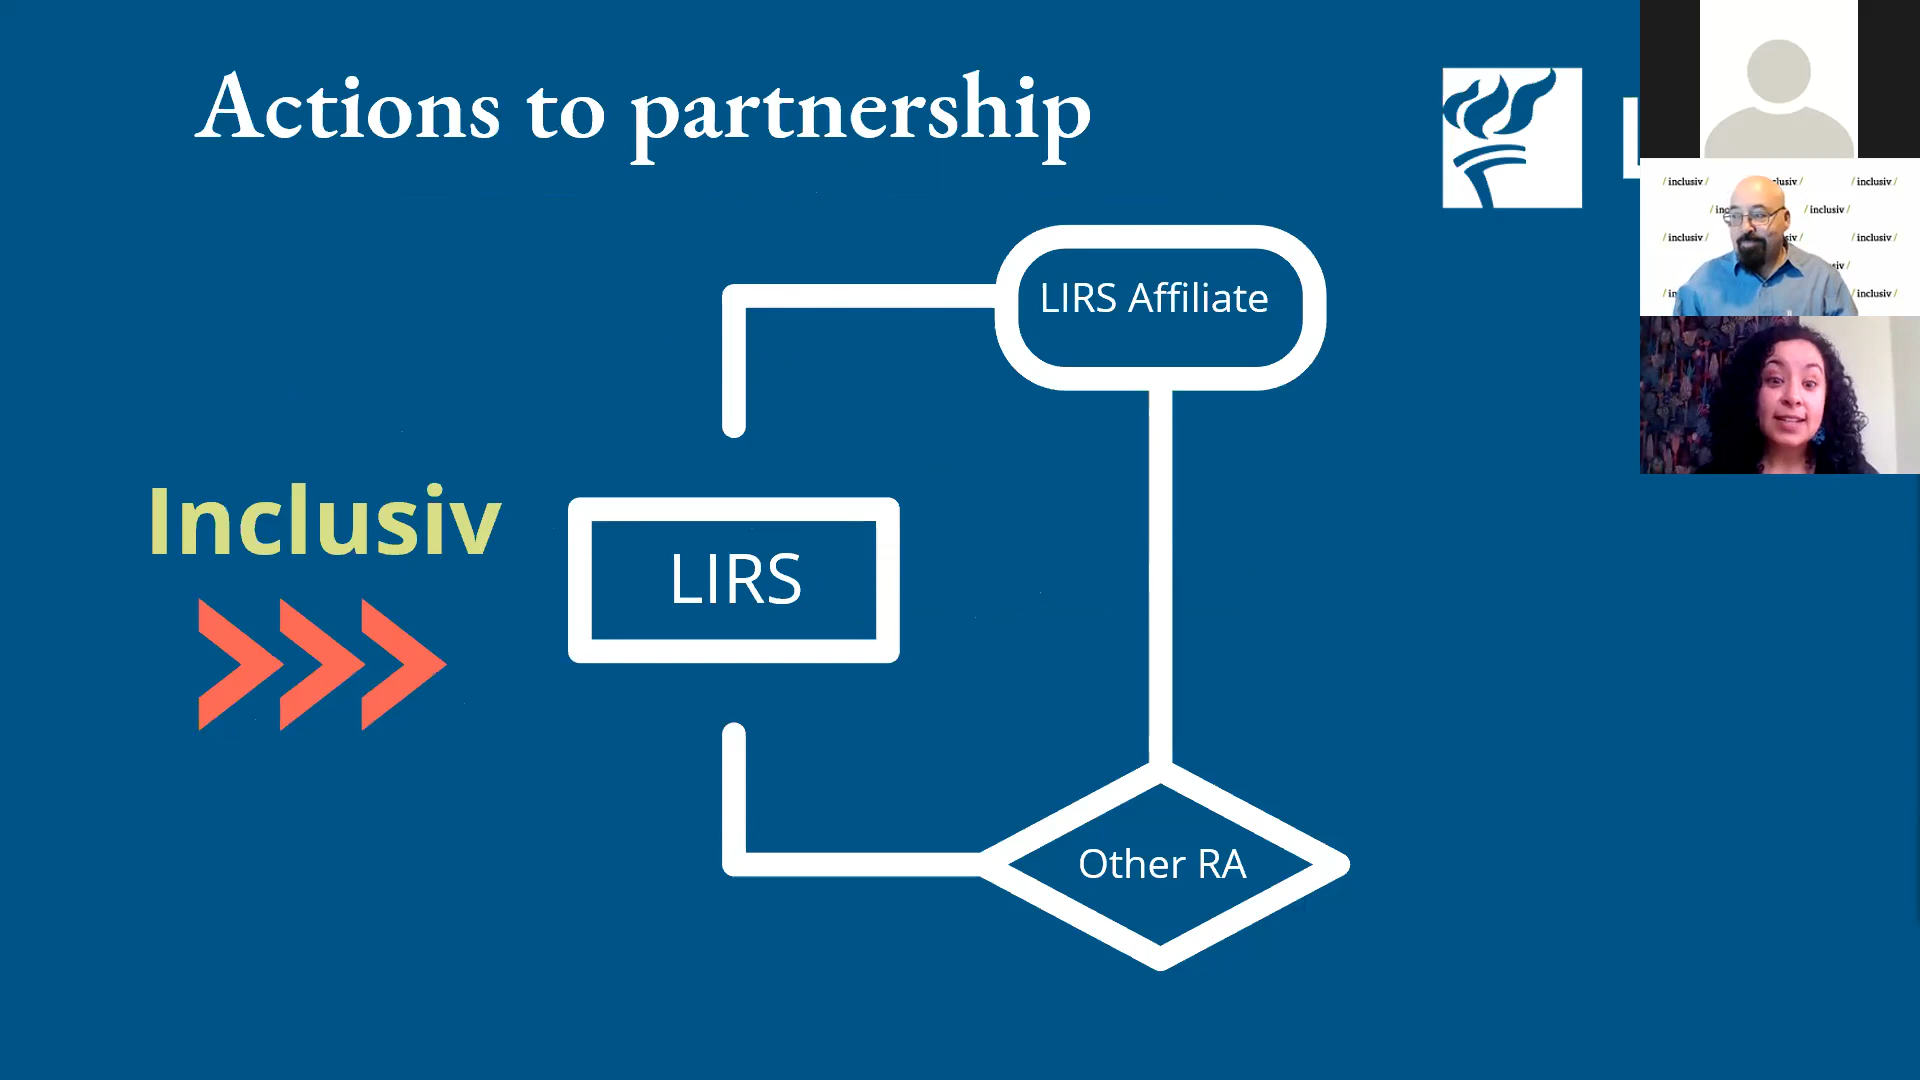 Actions to partnership
L
/ inclusiv / / inclusiv /
/ inclusiv /
/ inclusiv / / inclusiv /
/ inclusiv /
LIRS Affiliate
Inclusiv
LIRS
Other RA